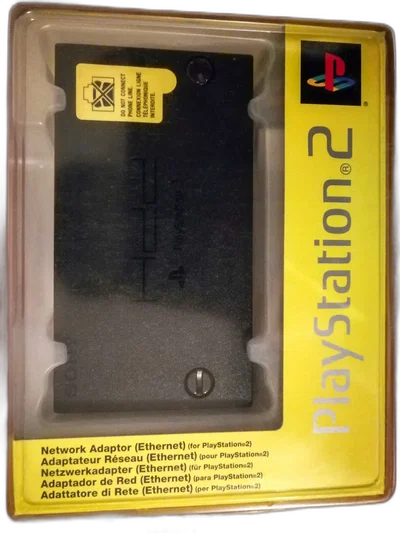 DO NOT CONNECT
PHONE LINE.
CONNEXION LIGNE
TÉLÉPHONIQUE
INTERDITE.
PlayStation®2
PlayStation 2
Network Adaptor (Ethernet) (for PlayStation®2)
Adaptateur Réseau (Ethernet) (pour PlayStation®2)
Netzwerkadapter (Ethernet) (für PlayStation®2)
Adaptador de Red (Ethernet) (para PlayStation®2)
Adattatore di Rete (Ethernet) (per PlayStation®2)